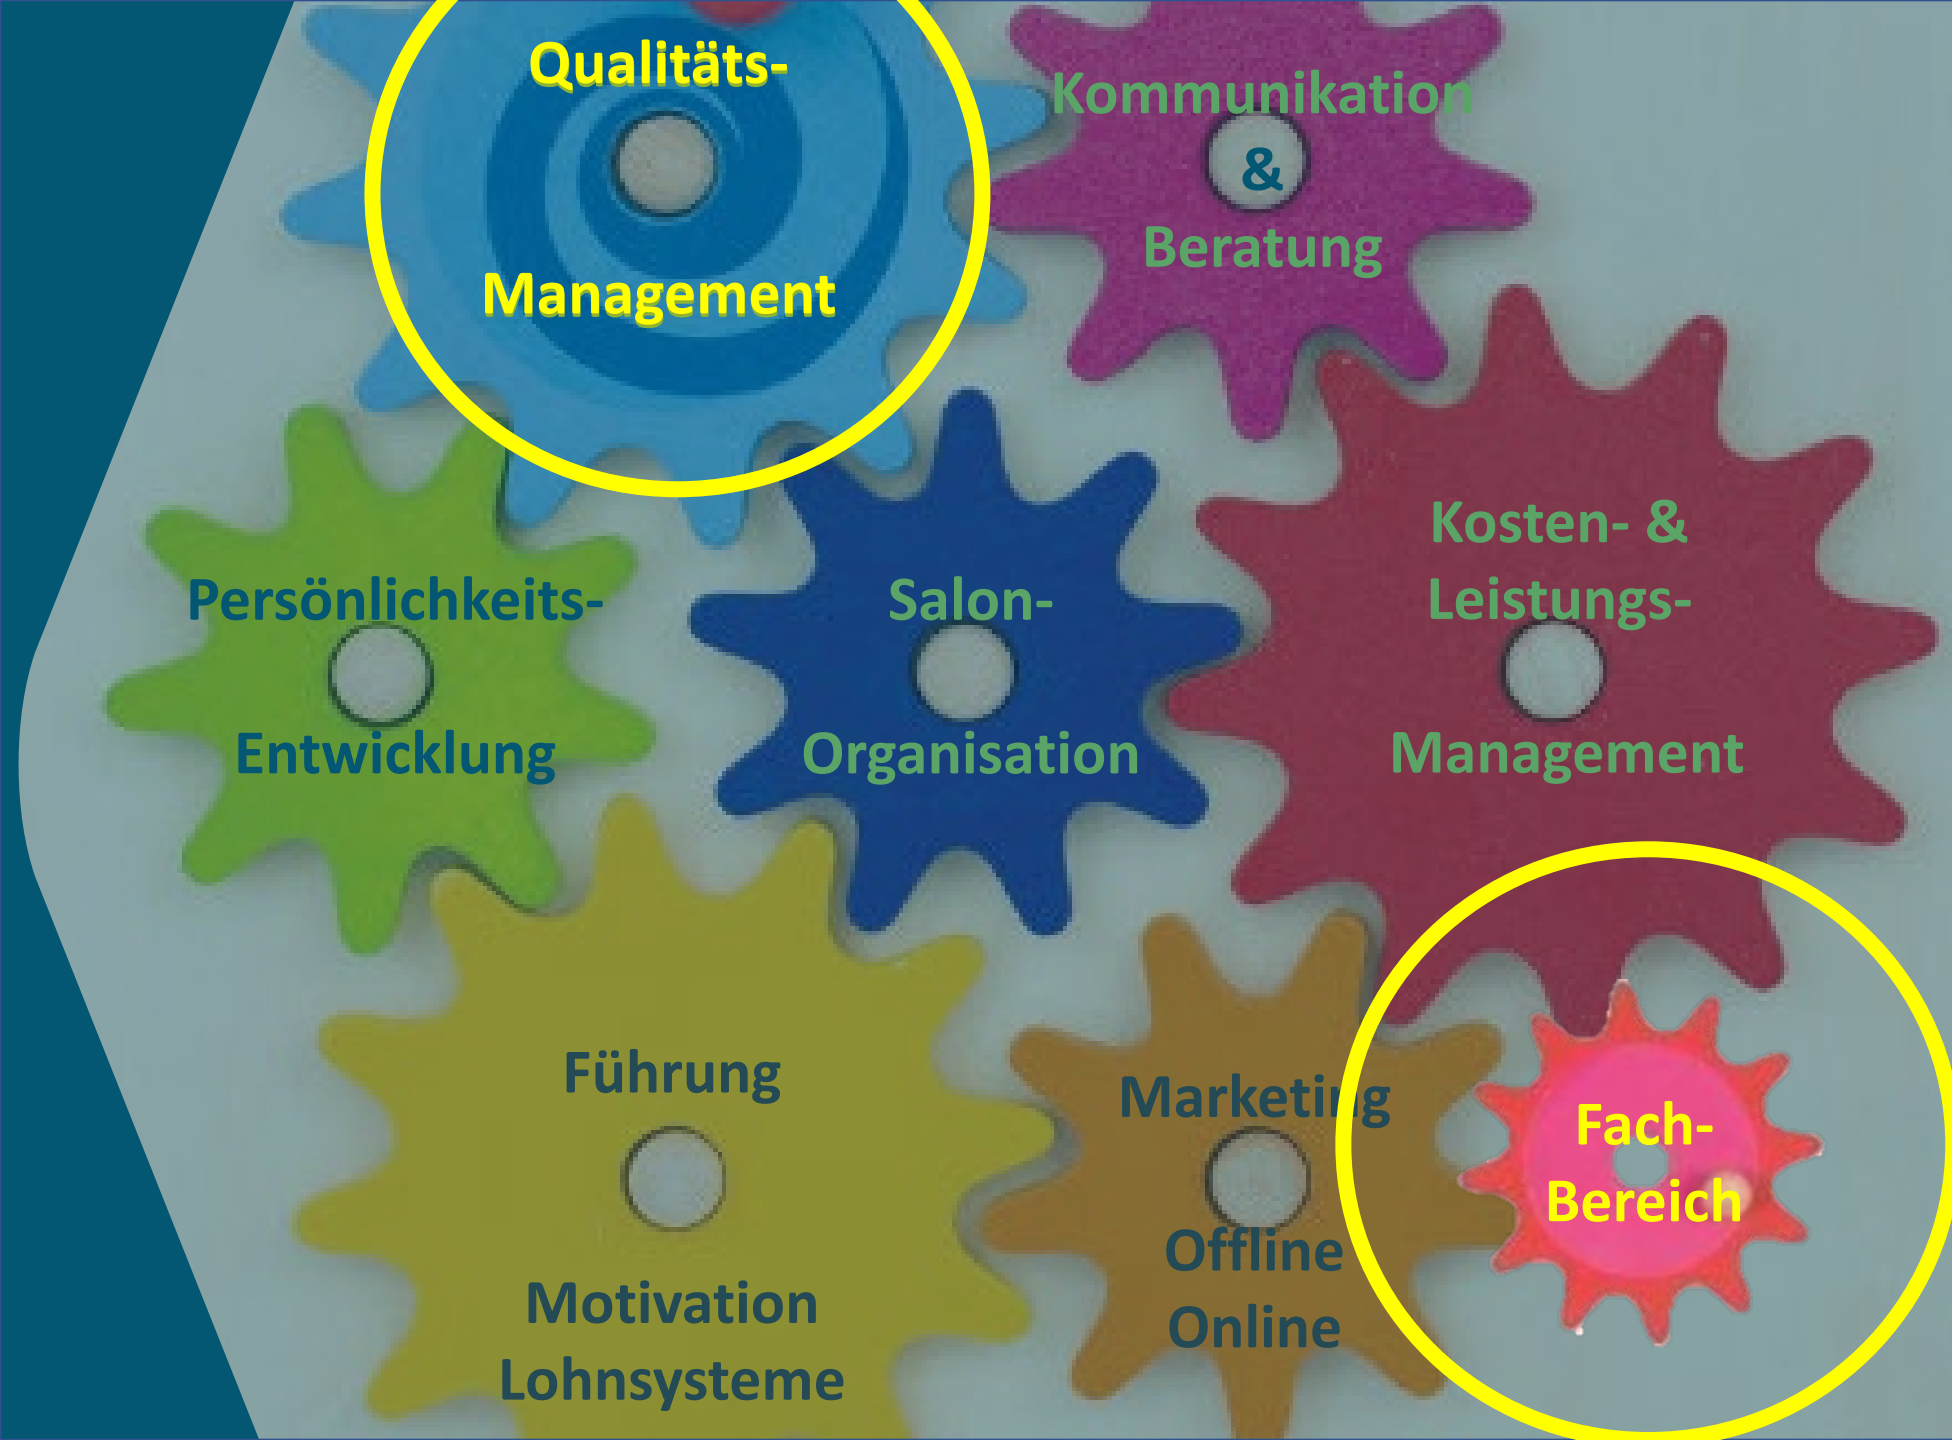 Qualitäts-
Management
Kommunikation
&
Beratung
Kosten- &
Leistungs-
Management
Persönlichkeits-
Entwicklung
Salon-
Organisation
Führung
Motivation
Lohnsysteme
Marketing
Offline
Online
Fach-
Bereich